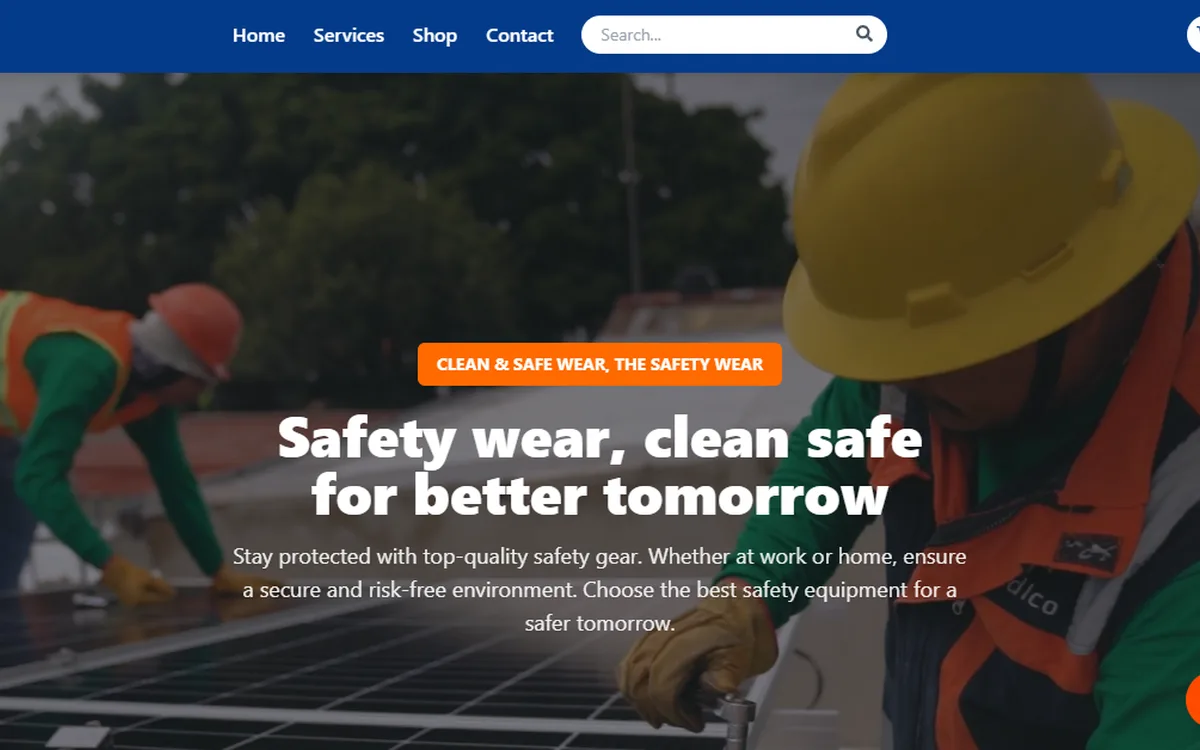 Home Services Shop Contact Search...
CLEAN & SAFE WEAR, THE SAFETY WEAR
Safety wear, clean safe
for better tomorrow
Stay protected with top-quality safety gear. Whether at work or home, ensure
a secure and risk-free environment. Choose the best safety equipment for a
safer tomorrow.